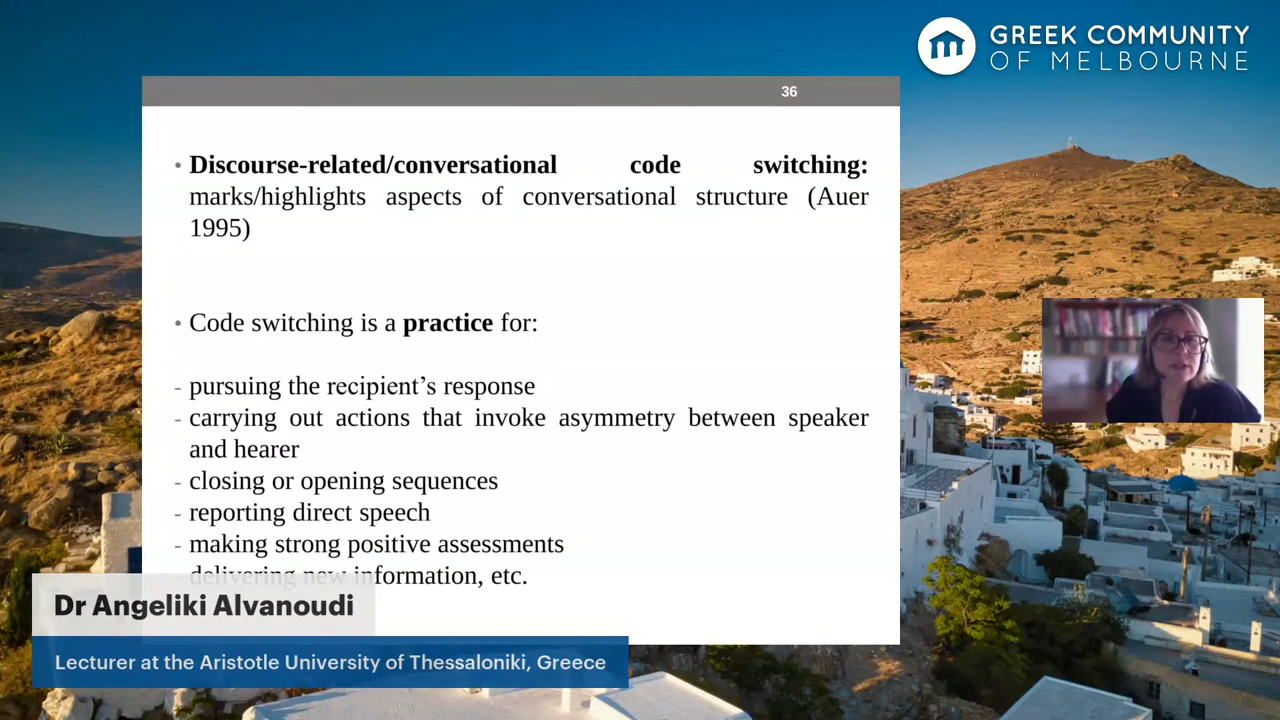 GREEK COMMUNITY
OF MELBOURNE
36
• Discourse-related/conversational code switching:
marks/highlights aspects of conversational structure (Auer
1995)
• Code switching is a practice for:
- pursuing the recipient’s response
- carrying out actions that invoke asymmetry between speaker
and hearer
- closing or opening sequences
- reporting direct speech
- making strong positive assessments
delivering new information, etc.
Dr Angeliki Alvanoudi
Lecturer at the Aristotle University of Thessaloniki, Greece